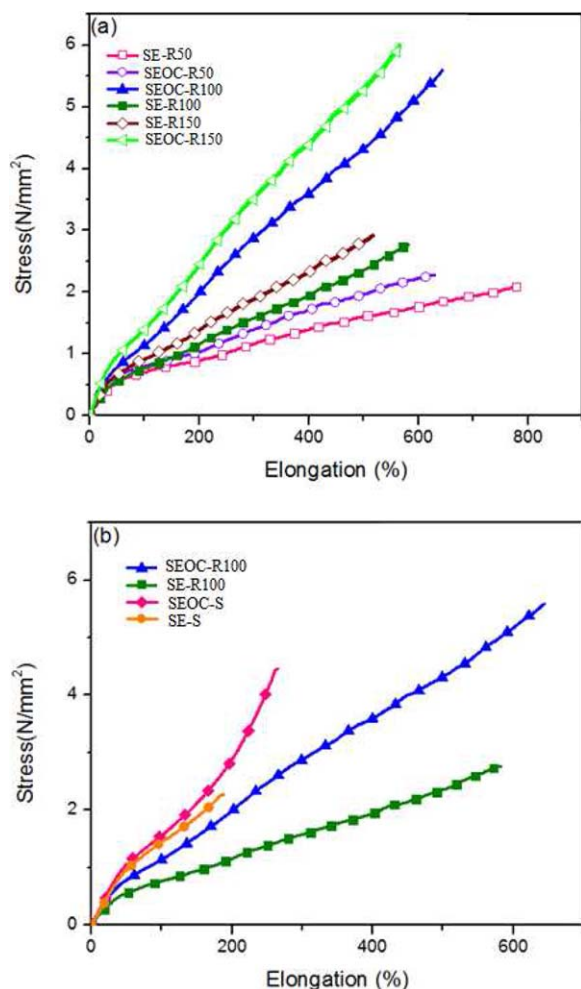 (a)
SE-R50
SEOC-R50
SEOC-R100
SE-R100
SE-R150
SEOC-R150
Stress(N/mm²)
6
5
4
3
2
1
0
0 200 400 600 800
Elongation (%)
(b)
SEOC-R100
SE-R100
SEOC-S
SE-S
Stress(N/mm²)
6
4
2
0
0 200 400 600
Elongation (%)